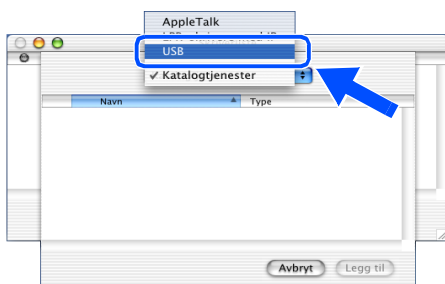 AppleTalk
USB
✓ Katalogtjenester
Navn
Type
Avbryt
Legg til